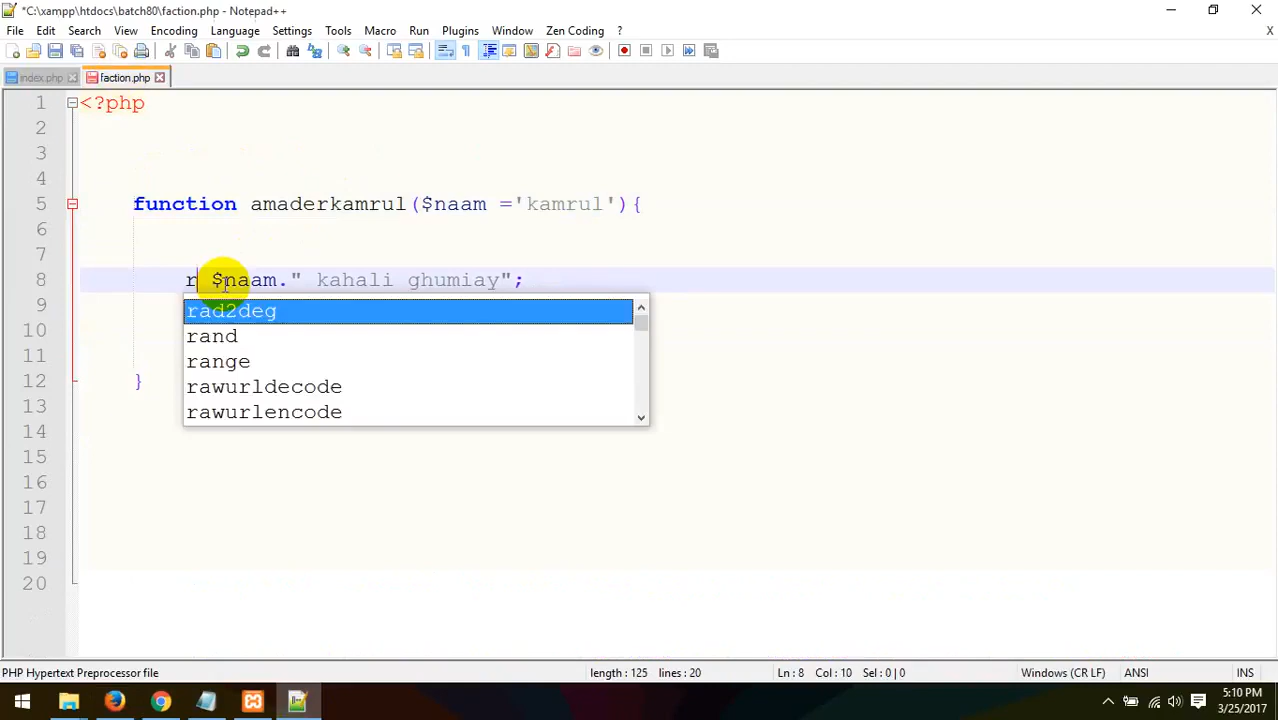 *C:\xampp\htdocs\batch80\faction.php - Notepad++
File Edit Search View Encoding Language Settings Tools Macro Run Plugins Window Zen Coding ?
X
index.php faction.php
1 <?php
2
3
4
5 function amaderkamrul($naam ='kamrul'){
6
7
8 r $naam." kahali ghumiay";
9
10
11
12 }
13
14
15
16
17
18
19
20
rad2deg
rand
range
rawurldecode
rawurlencode
PHP Hypertext Preprocessor file length : 125 lines : 20 Ln : 8 Col : 10 Sel : 0 | 0 Windows (CR LF) ANSI INS
5:10 PM
3/25/2017